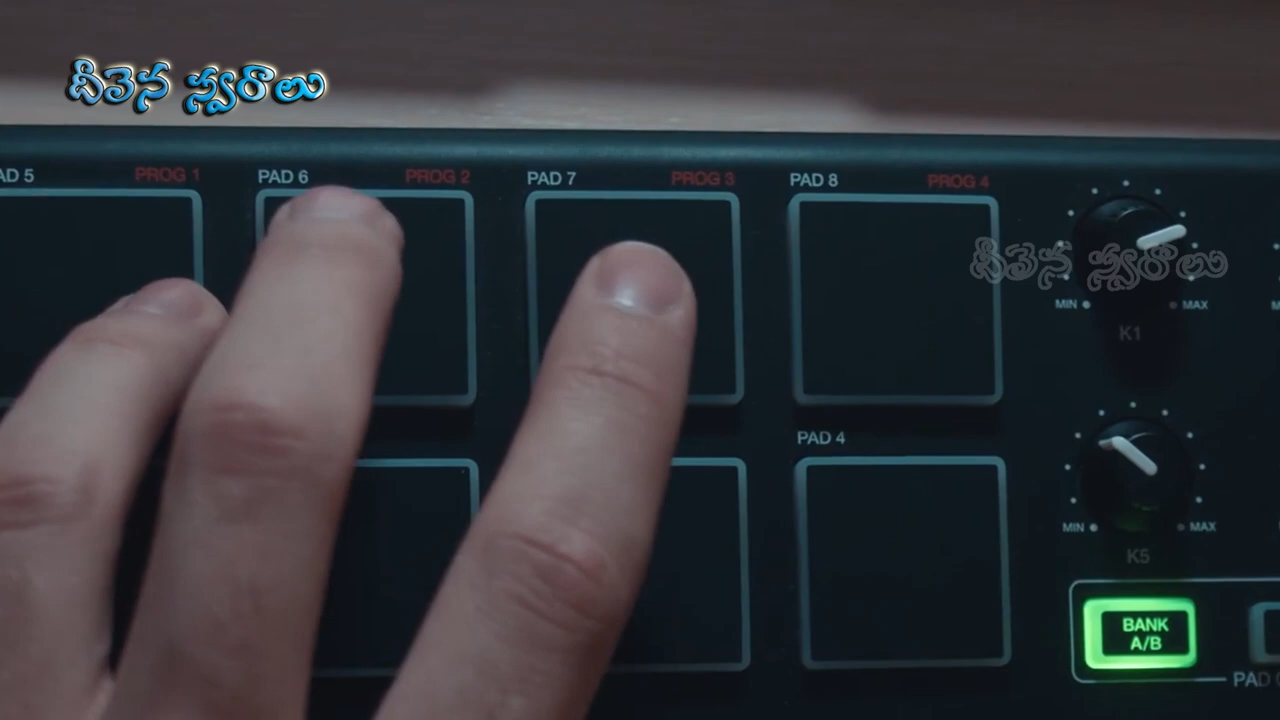 దీవెన స్వరాలు
PAD 5 PROG 1 PAD 6 PROG 2 PAD 7 PROG 3 PAD 8 PROG 4
దీవెన స్వరాలు
MIN MAX
K1
PAD 4
MIN MAX
K5
BANK
A/B
PAD